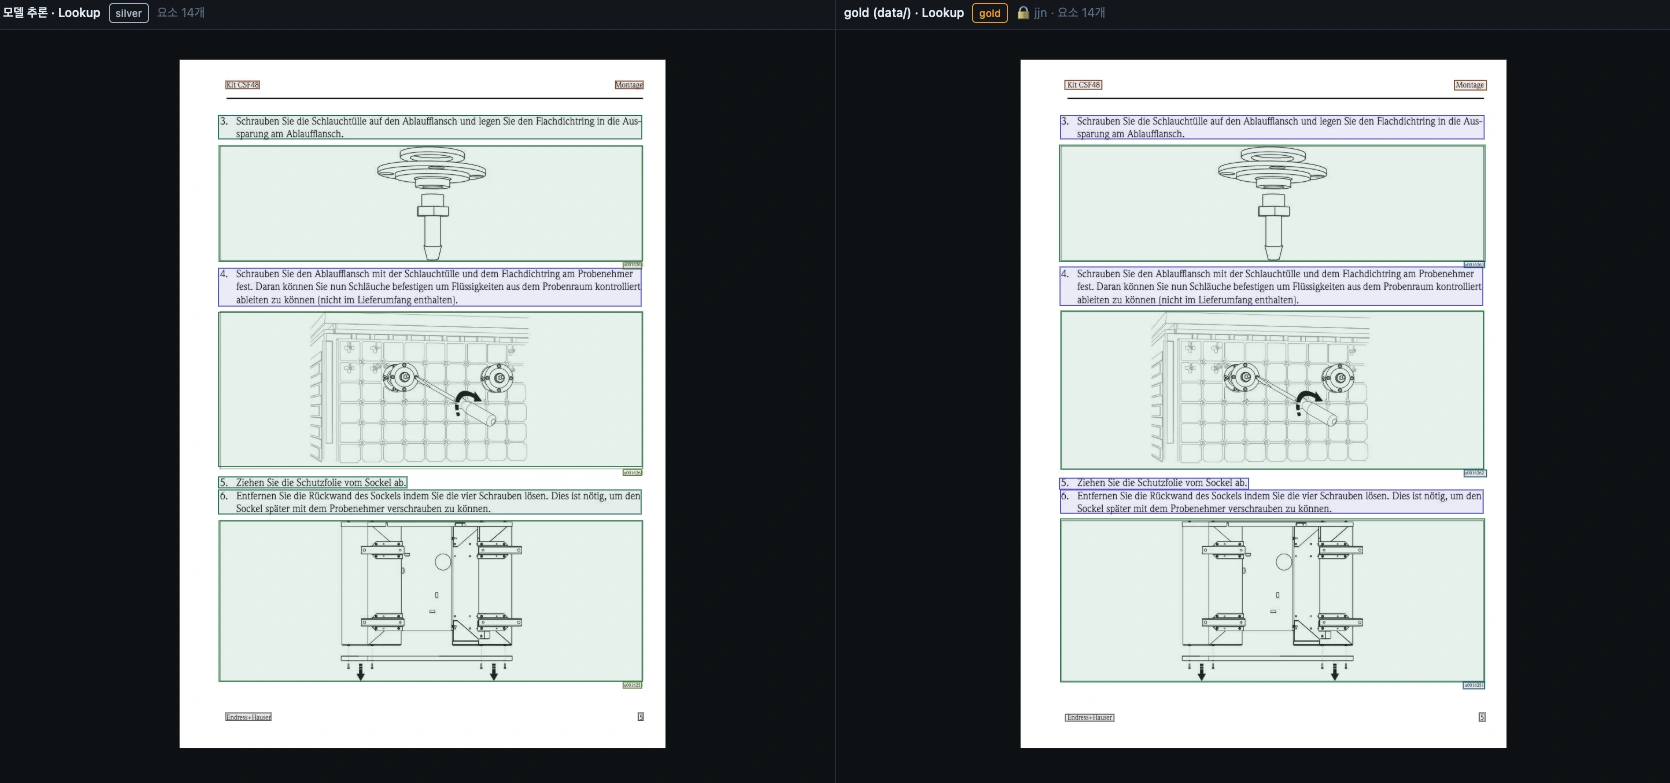 모델 추론 · Lookup silver 요소 14개
Kit CSF48 Montage
3. Schrauben Sie die Schlauchtülle auf den Ablaufflansch und legen Sie den Flachdichtring in die Aus-
sparung am Ablaufflansch.
4. Schrauben Sie den Ablaufflansch mit der Schlauchtülle und dem Flachdichtring am Probenehmer
fest. Daran können Sie nun Schläuche befestigen um Flüssigkeiten aus dem Probenraum kontrolliert
ableiten zu können (nicht im Lieferumfang enthalten).
5. Ziehen Sie die Schutzfolie vom Sockel ab.
6. Entfernen Sie die Rückwand des Sockels indem Sie die vier Schrauben lösen. Dies ist nötig, um den
Sockel später mit dem Probenehmer verschrauben zu können.
Endress+Hauser 5
gold (data/) · Lookup gold jjn · 요소 14개
Kit CSF48 Montage
3. Schrauben Sie die Schlauchtülle auf den Ablaufflansch und legen Sie den Flachdichtring in die Aus-
sparung am Ablaufflansch.
4. Schrauben Sie den Ablaufflansch mit der Schlauchtülle und dem Flachdichtring am Probenehmer
fest. Daran können Sie nun Schläuche befestigen um Flüssigkeiten aus dem Probenraum kontrolliert
ableiten zu können (nicht im Lieferumfang enthalten).
5. Ziehen Sie die Schutzfolie vom Sockel ab.
6. Entfernen Sie die Rückwand des Sockels indem Sie die vier Schrauben lösen. Dies ist nötig, um den
Sockel später mit dem Probenehmer verschrauben zu können.
Endress+Hauser 5